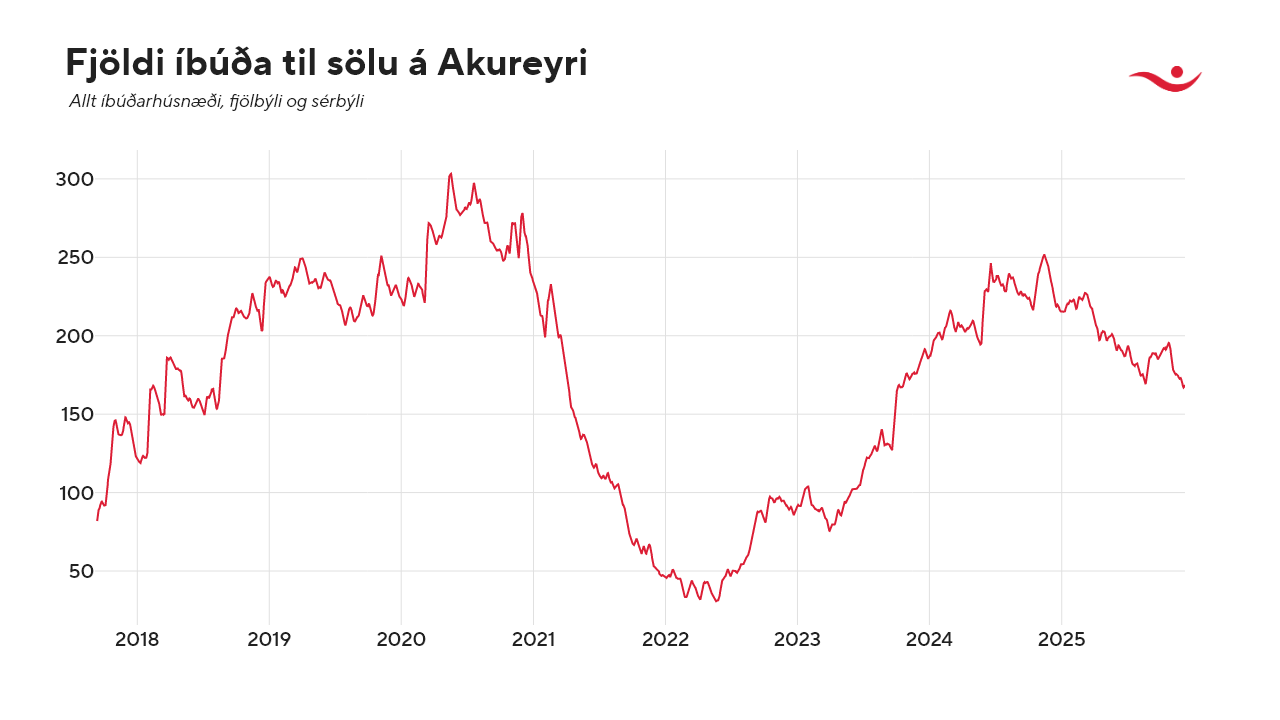 Fjöldi íbúða til sölu á Akureyri
Allt íbúðarhúsnæði, fjölbýli og sérbýli
300
250
200
150
100
50
2018 2019 2020 2021 2022 2023 2024 2025